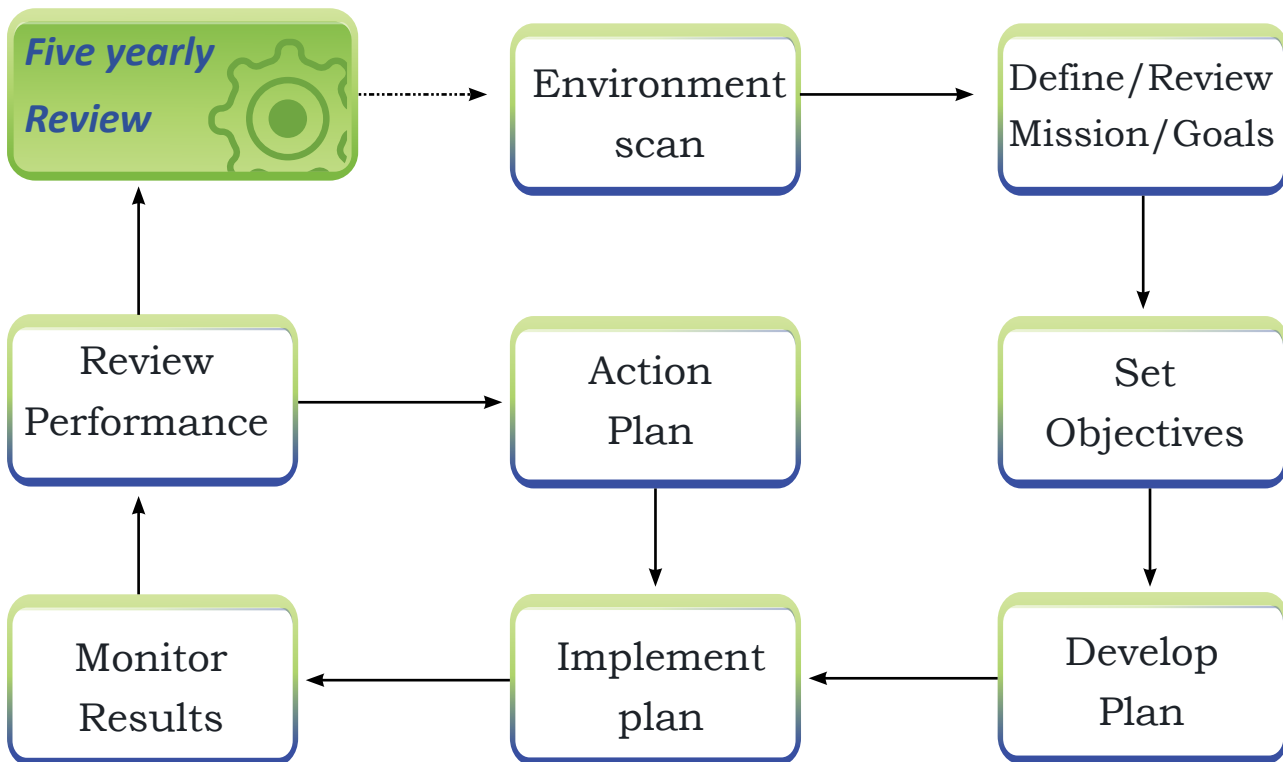 Five yearly
Review
Environment
scan
Define/Review
Mission/Goals
Review
Performance
Action
Plan
Set
Objectives
Monitor
Results
Implement
plan
Develop
Plan